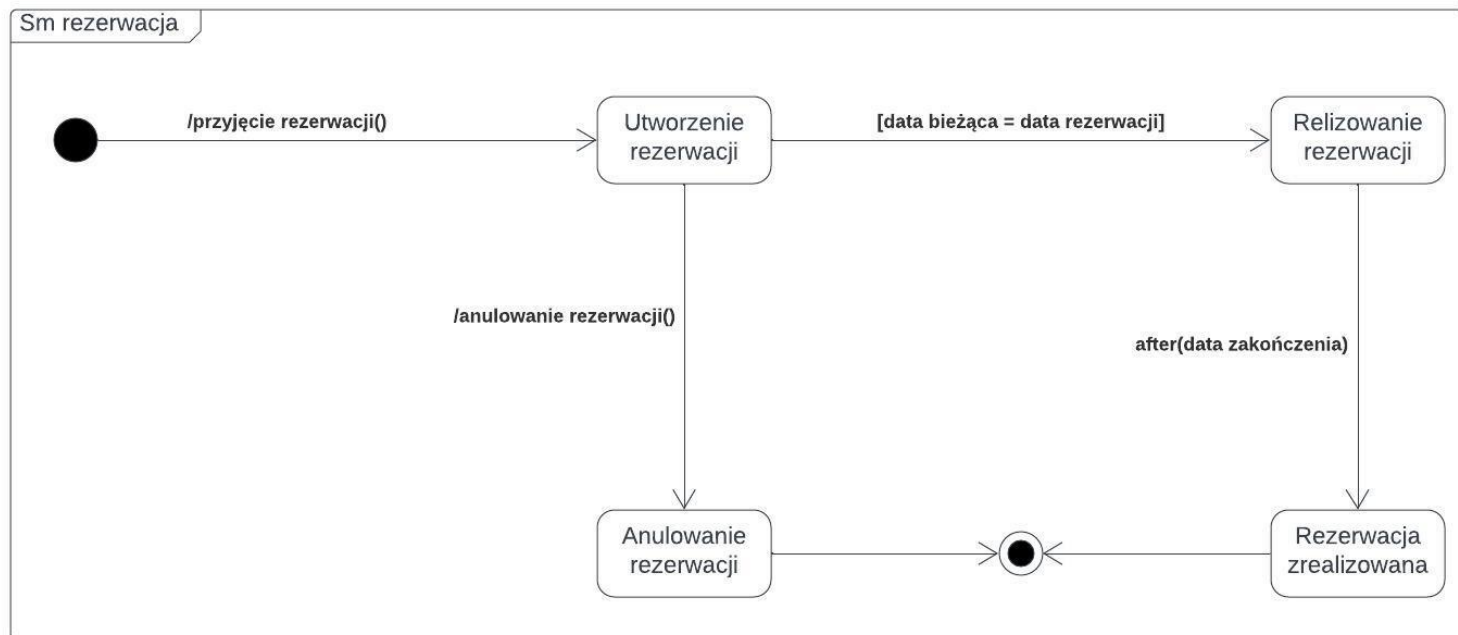 Sm rezerwacja
/przyjęcie rezerwacji()
Utworzenie
rezerwacji
[data bieżąca = data rezerwacji]
Relizowanie
rezerwacji
/anulowanie rezerwacji()
after(data zakończenia)
Anulowanie
rezerwacji
Rezerwacja
zrealizowana